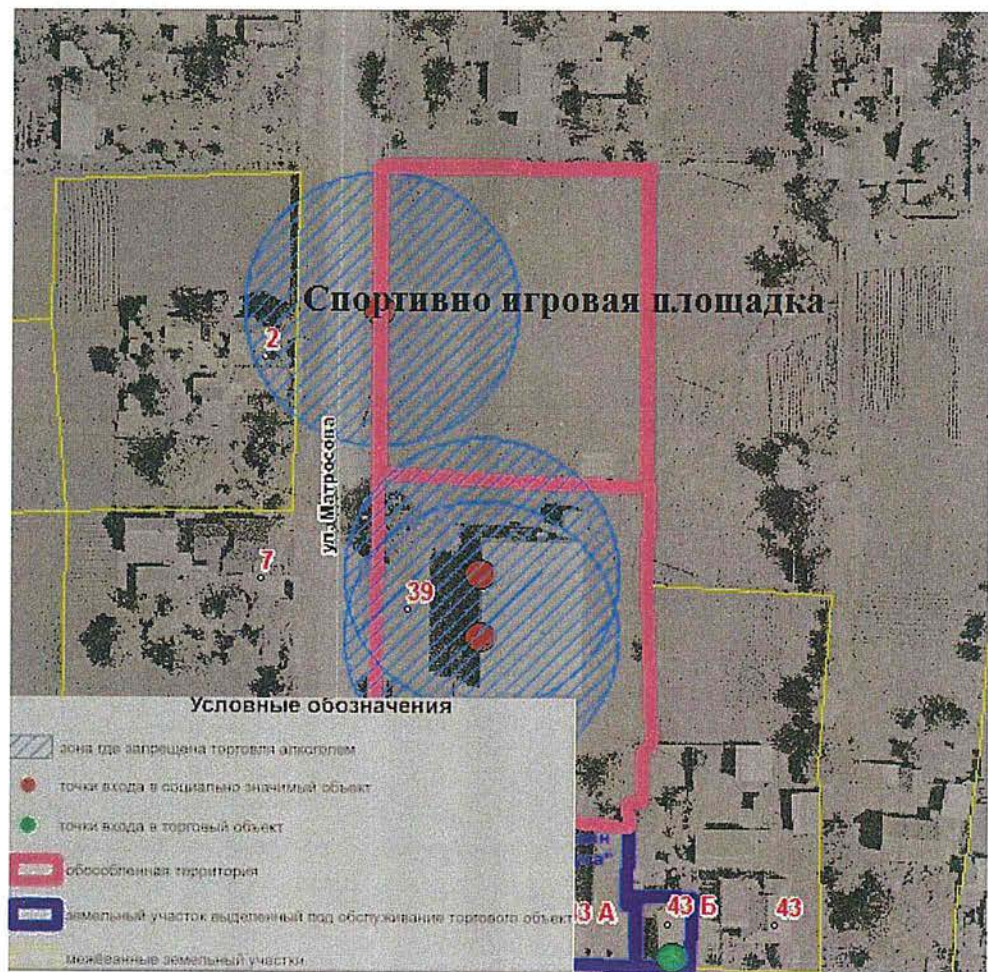 Спортивно игровая площадка
2
ул. Матросова
7
39
Условные обозначения
зона где запрещена торговля алкоголем
точки входа в социально значимый объект
точки входа в торговый объект
обособленная территория
земельный участок выделенный под обслуживание торгового объекта
межёванные земельные участки
43 Б
43